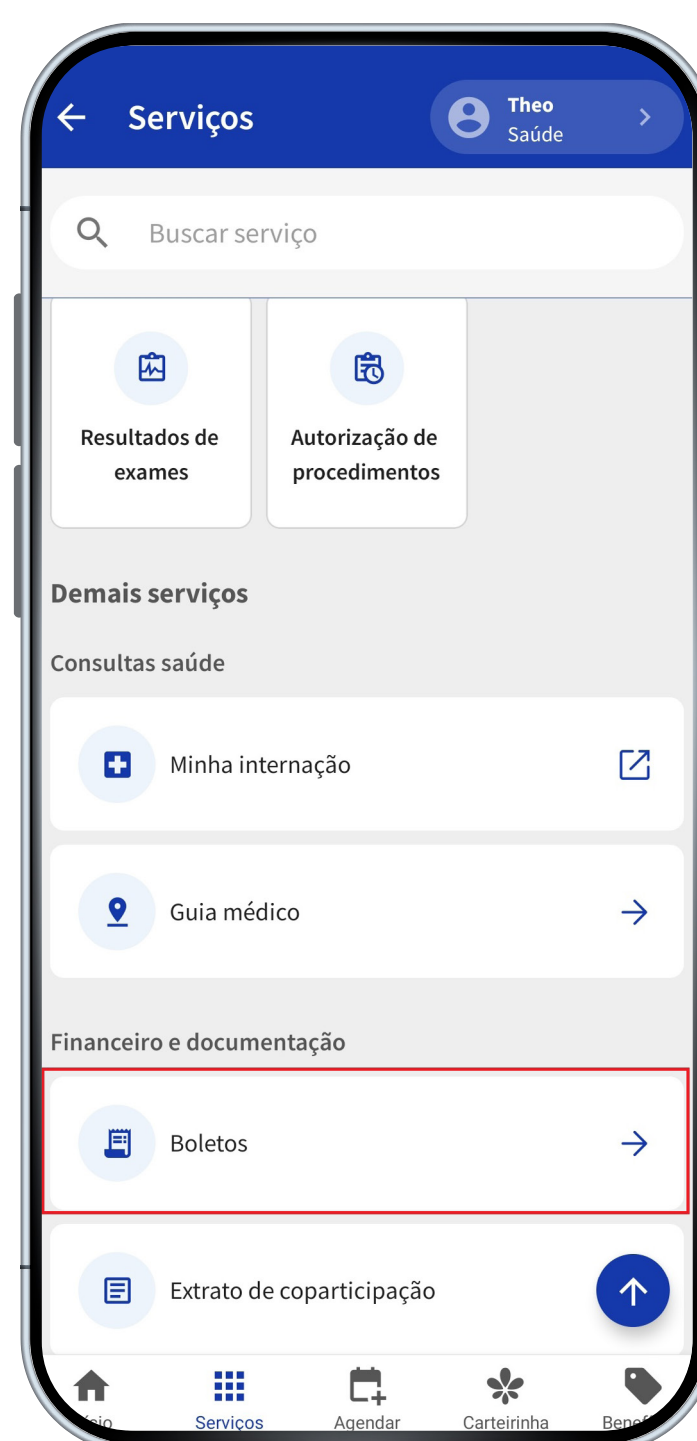 Serviços
Theo
Saúde
Buscar serviço
Resultados de
exames
Autorização de
procedimentos
Demais serviços
Consultas saúde
Minha internação
Guia médico
Financeiro e documentação
Boletos
Extrato de coparticipação
Serviços
Agendar
Carteirinha